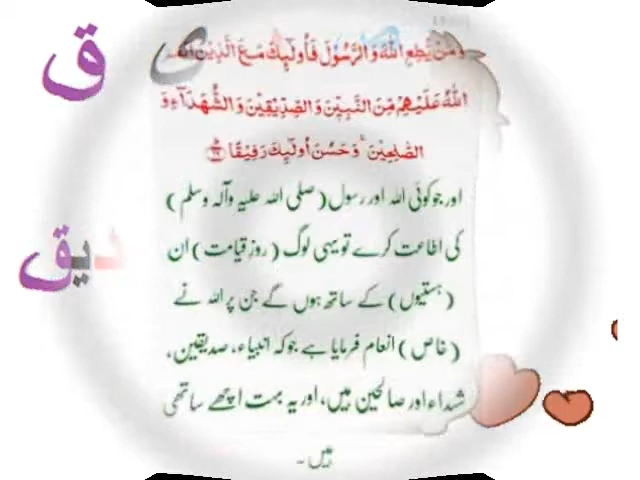 وَمَنْ يُّطِعِ اللّٰهَ وَالرَّسُوْلَ فَاُولٰٓئِكَ مَعَ الَّذِيْنَ
اللّٰهُ عَلَيْهِمْ مِّنَ النَّبِيّٖنَ وَالصِّدِّيْقِيْنَ وَالشُّهَدَآءِ وَ
الصّٰلِحِيْنَ ۚ وَحَسُنَ اُولٰٓئِكَ رَفِيْقًا
اور جو کوئی اللہ اور رسول (صلی اللہ علیہ وآلہ وسلم)
کی اطاعت کرے تو یہی لوگ (روزِ قیامت) ان
(ہستیوں) کے ساتھ ہوں گے جن پر اللہ نے
(خاص) انعام فرمایا ہے جو کہ انبیاء، صدیقین،
شہداء اور صالحین ہیں، اور یہ بہت اچھے ساتھی
ہیں۔
ق
ی
دیق